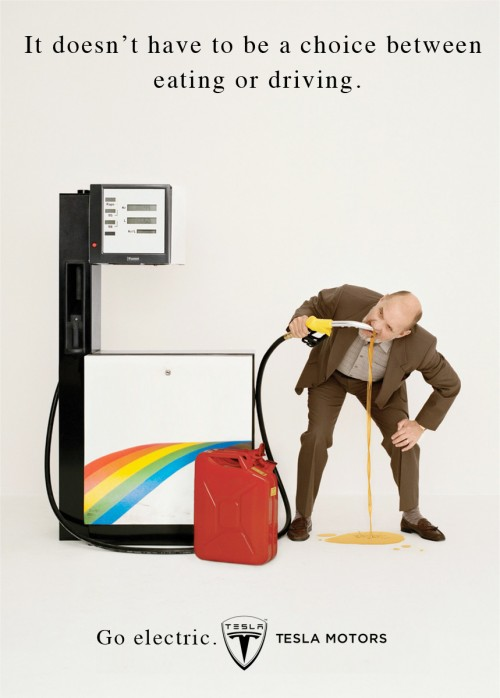 It doesn’t have to be a choice between
eating or driving.
Go electric.
TESLA
TESLA MOTORS